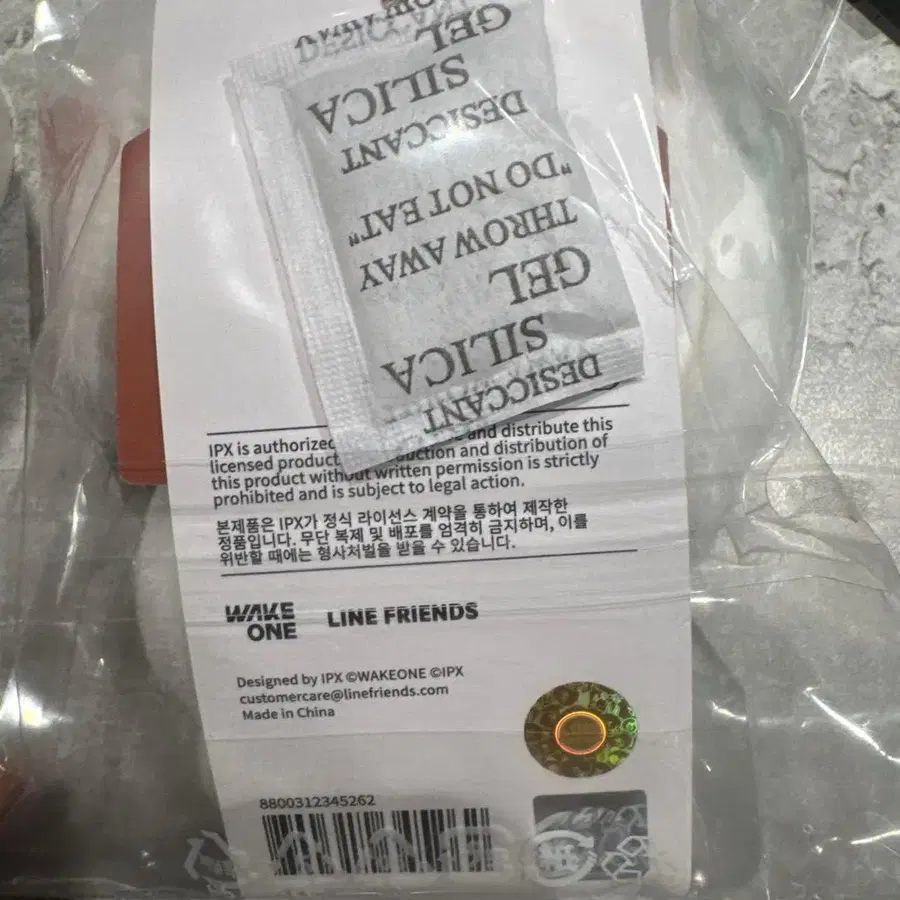 DESICCANT
SILICA
GEL
THROW AWAY
"DO NOT EAT"
DESICCANT
SILICA
GEL
IPX is authorized and distribute this
licensed product uction and distribution of
this product without written permission is strictly
prohibited and is subject to legal action.
본제품은 IPX가 정식 라이선스 계약을 통하여 제작한
정품입니다. 무단 복제 및 배포를 엄격히 금지하며, 이를
위반할 때에는 형사처벌을 받을 수 있습니다.
WAKE
ONE
LINE FRIENDS
Designed by IPX ©WAKEONE ©IPX
customercare@linefriends.com
Made in China
8800312345262